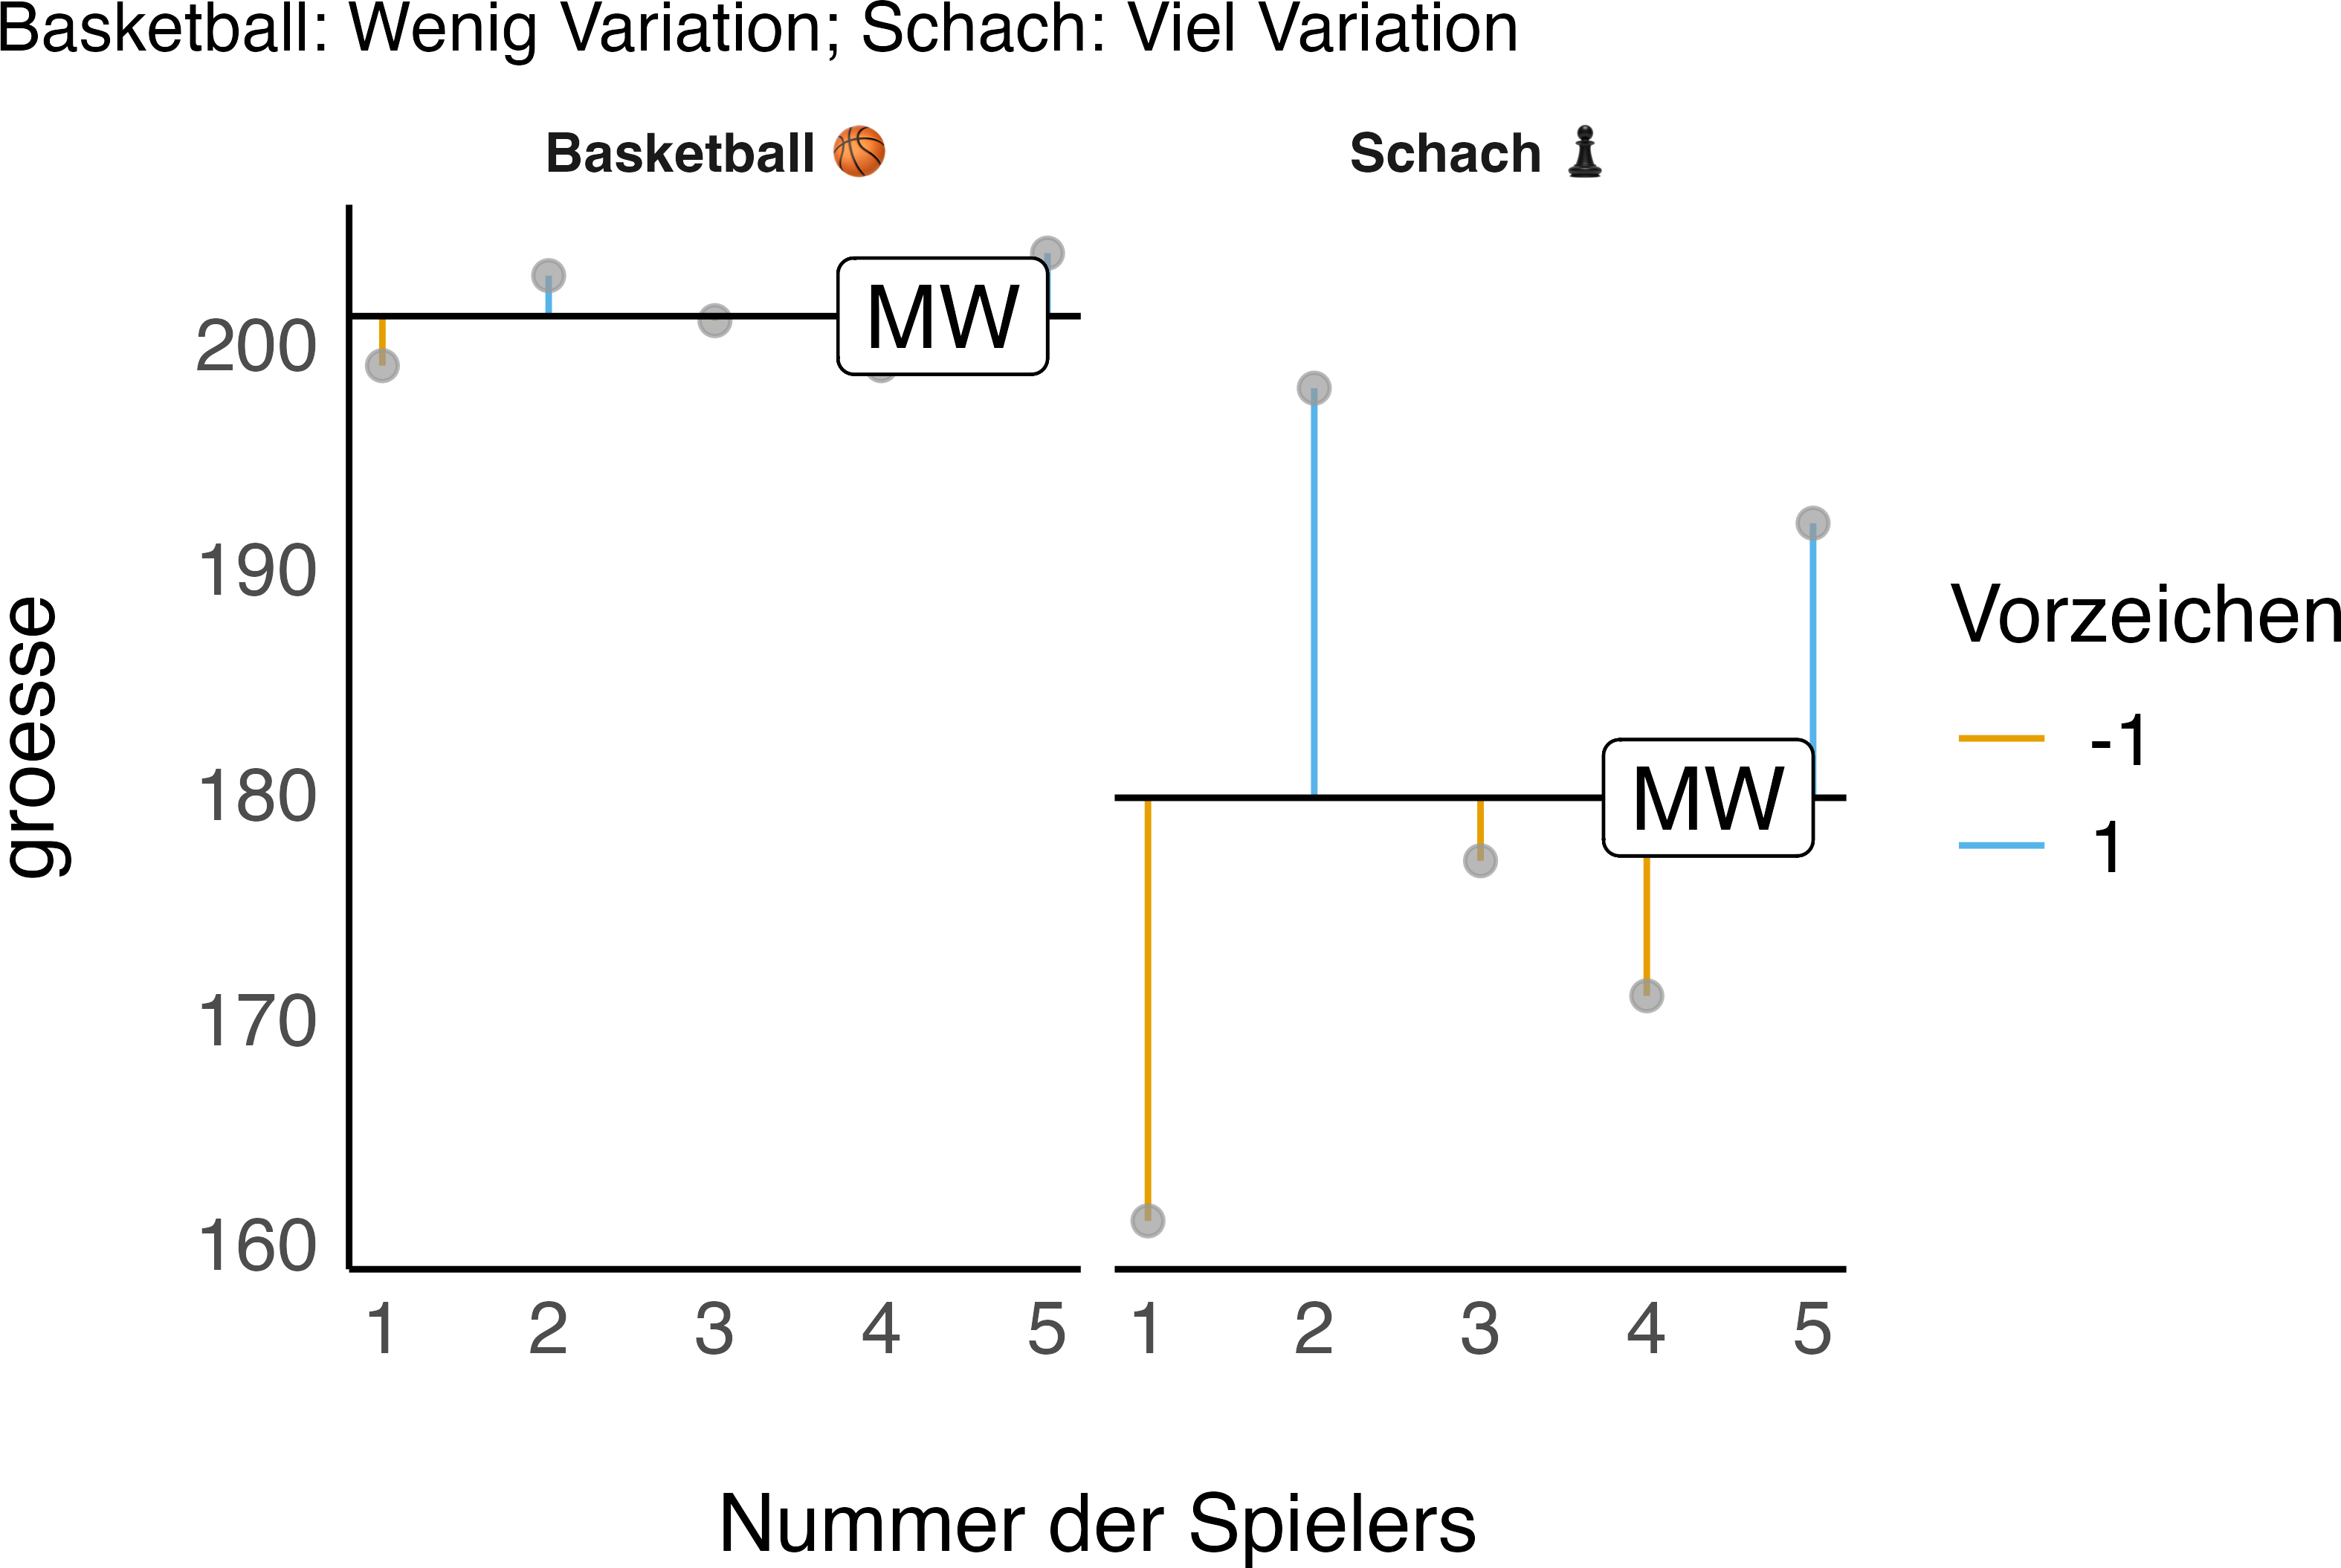 Basketball: Wenig Variation; Schach: Viel Variation
Basketball 🏀 Schach ♟
MW
MW
200
190
180
170
160
groesse
1 2 3 4 5 1 2 3 4 5
Nummer der Spielers
Vorzeichen
-1
1